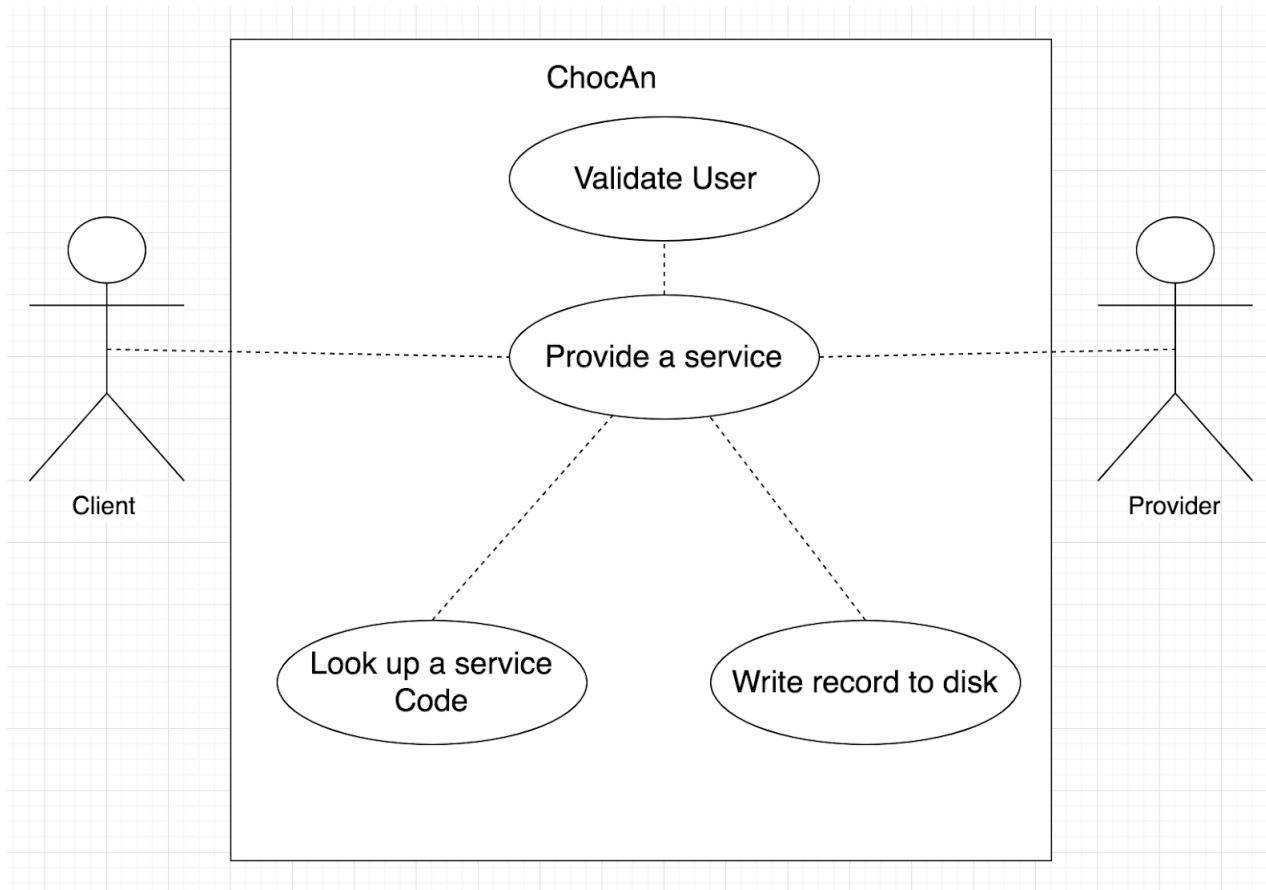 ChocAn
Validate User
Provide a service
Client
Provider
Look up a service
Code
Write record to disk